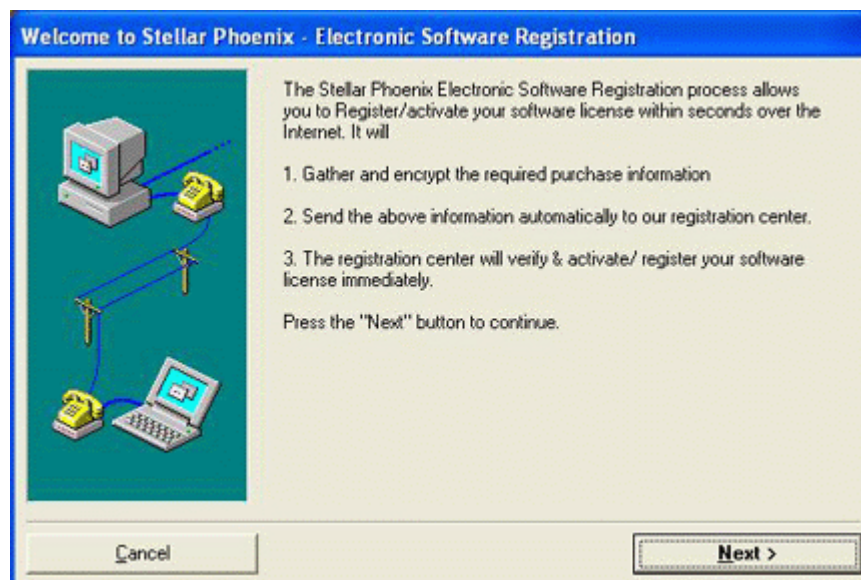 Welcome to Stellar Phoenix - Electronic Software Registration
The Stellar Phoenix Electronic Software Registration process allows
you to Register/activate your software license within seconds over the
Internet. It will
1. Gather and encrypt the required purchase information
2. Send the above information automatically to our registration center.
3. The registration center will verify & activate/ register your software
license immediately.
Press the "Next" button to continue.
Cancel
Next >